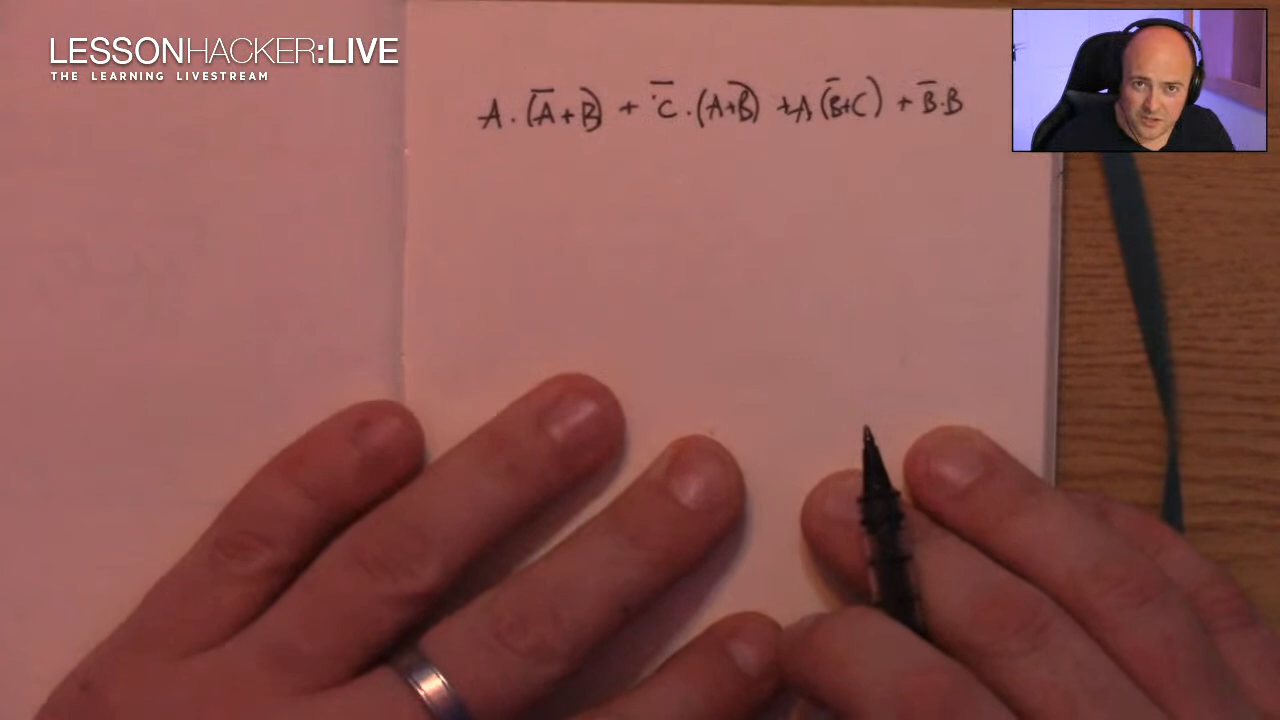 LESSONHACKER:LIVE
THE LEARNING LIVESTREAM
A . (A̅ + B) + C̅ . (A+B) + A (B̅+C) + B̅.B